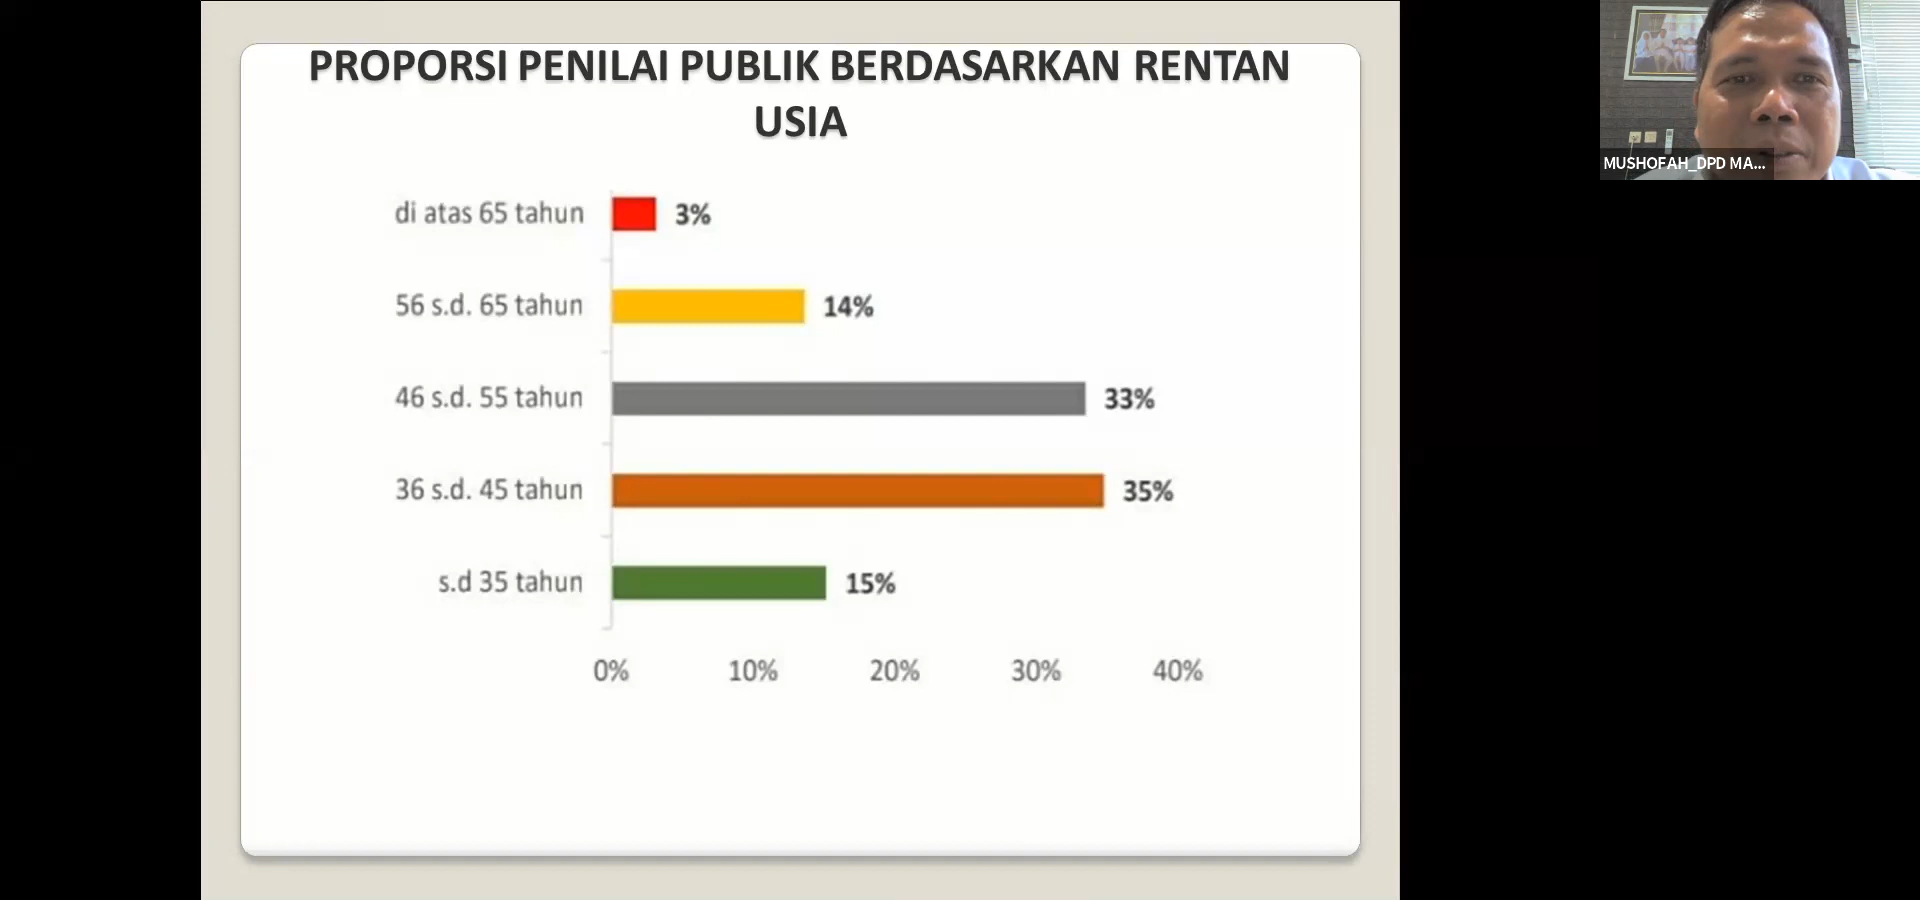 PROPORSI PENILAI PUBLIK BERDASARKAN RENTAN
USIA
MUSHOFAH_DPD MA...
di atas 65 tahun 3%
56 s.d. 65 tahun 14%
46 s.d. 55 tahun 33%
36 s.d. 45 tahun 35%
s.d 35 tahun 15%
0% 10% 20% 30% 40%